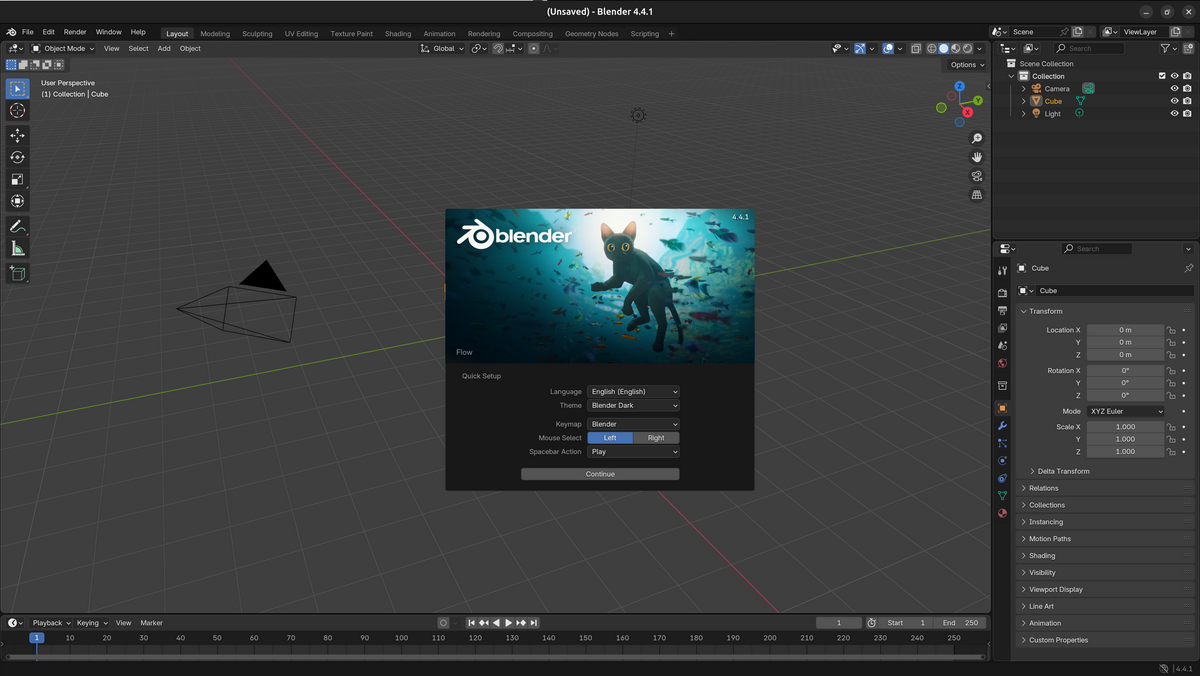 (Unsaved) - Blender 4.4.1
File Edit Render Window Help Layout Modeling Sculpting UV Editing Texture Paint Shading Animation Rendering Compositing Geometry Nodes Scripting + Scene ViewLayer
Object Mode View Select Add Object Global Search
Options
User Perspective
(1) Collection | Cube
Scene Collection
Collection
Camera
Cube
Light
Z
Y
X
4.4.1
blender
Flow
Quick Setup
Language English (English)
Theme Blender Dark
Keymap Blender
Mouse Select Left Right
Spacebar Action Play
Continue
Search
Cube
Cube
Transform
Location X 0 m
Y 0 m
Z 0 m
Rotation X 0°
Y 0°
Z 0°
Mode XYZ Euler
Scale X 1.000
Y 1.000
Z 1.000
Delta Transform
Relations
Collections
Instancing
Motion Paths
Shading
Visibility
Viewport Display
Line Art
Animation
Custom Properties
Playback Keying View Marker 1 Start 1 End 250
1 10 20 30 40 50 60 70 80 90 100 110 120 130 140 150 160 170 180 190 200 210 220 230 240 250
4.4.1